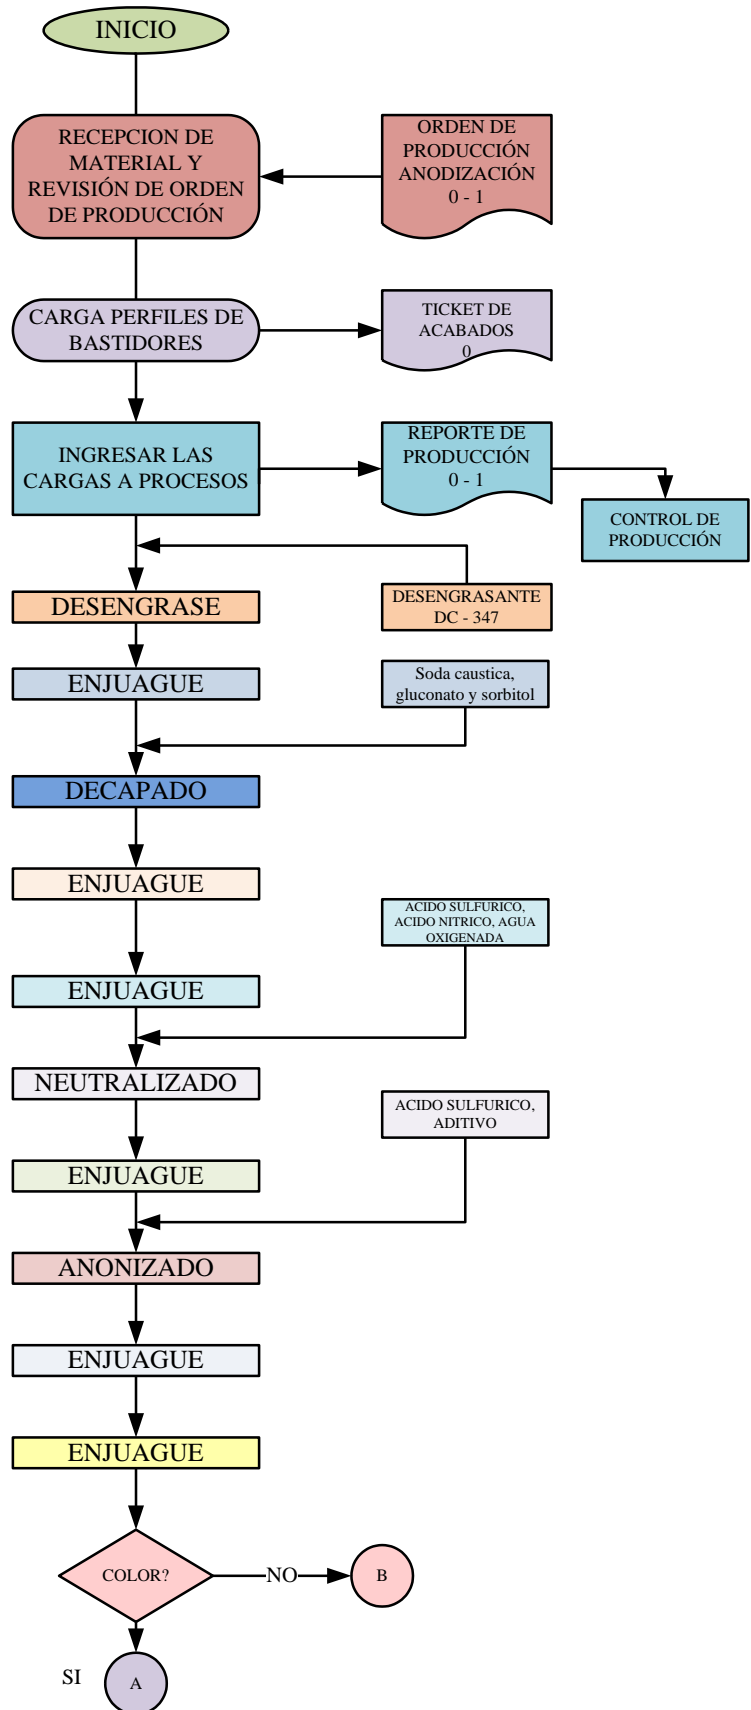 INICIO
RECEPCION DE
MATERIAL Y
REVISIÓN DE ORDEN
DE PRODUCCIÓN
ORDEN DE
PRODUCCIÓN
ANODIZACIÓN
0 - 1
CARGA PERFILES DE
BASTIDORES
TICKET DE
ACABADOS
0
INGRESAR LAS
CARGAS A PROCESOS
REPORTE DE
PRODUCCIÓN
0 - 1
CONTROL DE
PRODUCCIÓN
DESENGRASE
DESENGRASANTE
DC - 347
ENJUAGUE
Soda caustica,
gluconato y sorbitol
DECAPADO
ENJUAGUE
ACIDO SULFURICO,
ACIDO NITRICO, AGUA
OXIGENADA
ENJUAGUE
NEUTRALIZADO
ACIDO SULFURICO,
ADITIVO
ENJUAGUE
ANONIZADO
ENJUAGUE
ENJUAGUE
COLOR?
NO
B
SI
A